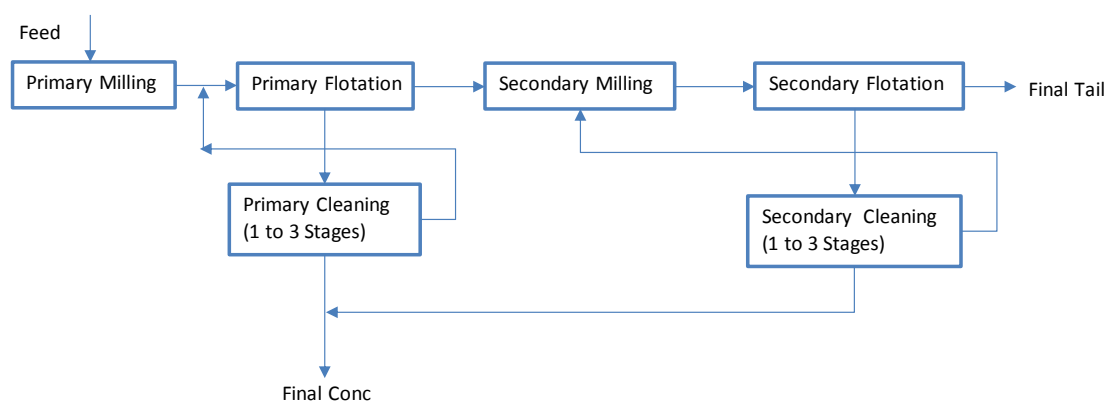 Feed
Primary Milling
Primary Flotation
Secondary Milling
Secondary Flotation
Final Tail
Primary Cleaning
(1 to 3 Stages)
Secondary Cleaning
(1 to 3 Stages)
Final Conc